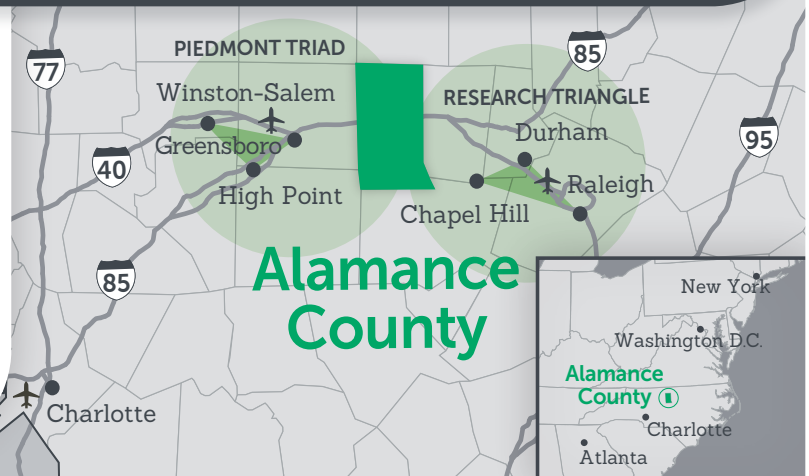 PIEDMONT TRIAD
85
77
Winston-Salem
RESEARCH TRIANGLE
95
Durham
Greensboro
40
Raleigh
High Point
Chapel Hill
85
Alamance
County
Charlotte
New York
Washington D.C.
Alamance
County
Charlotte
Atlanta